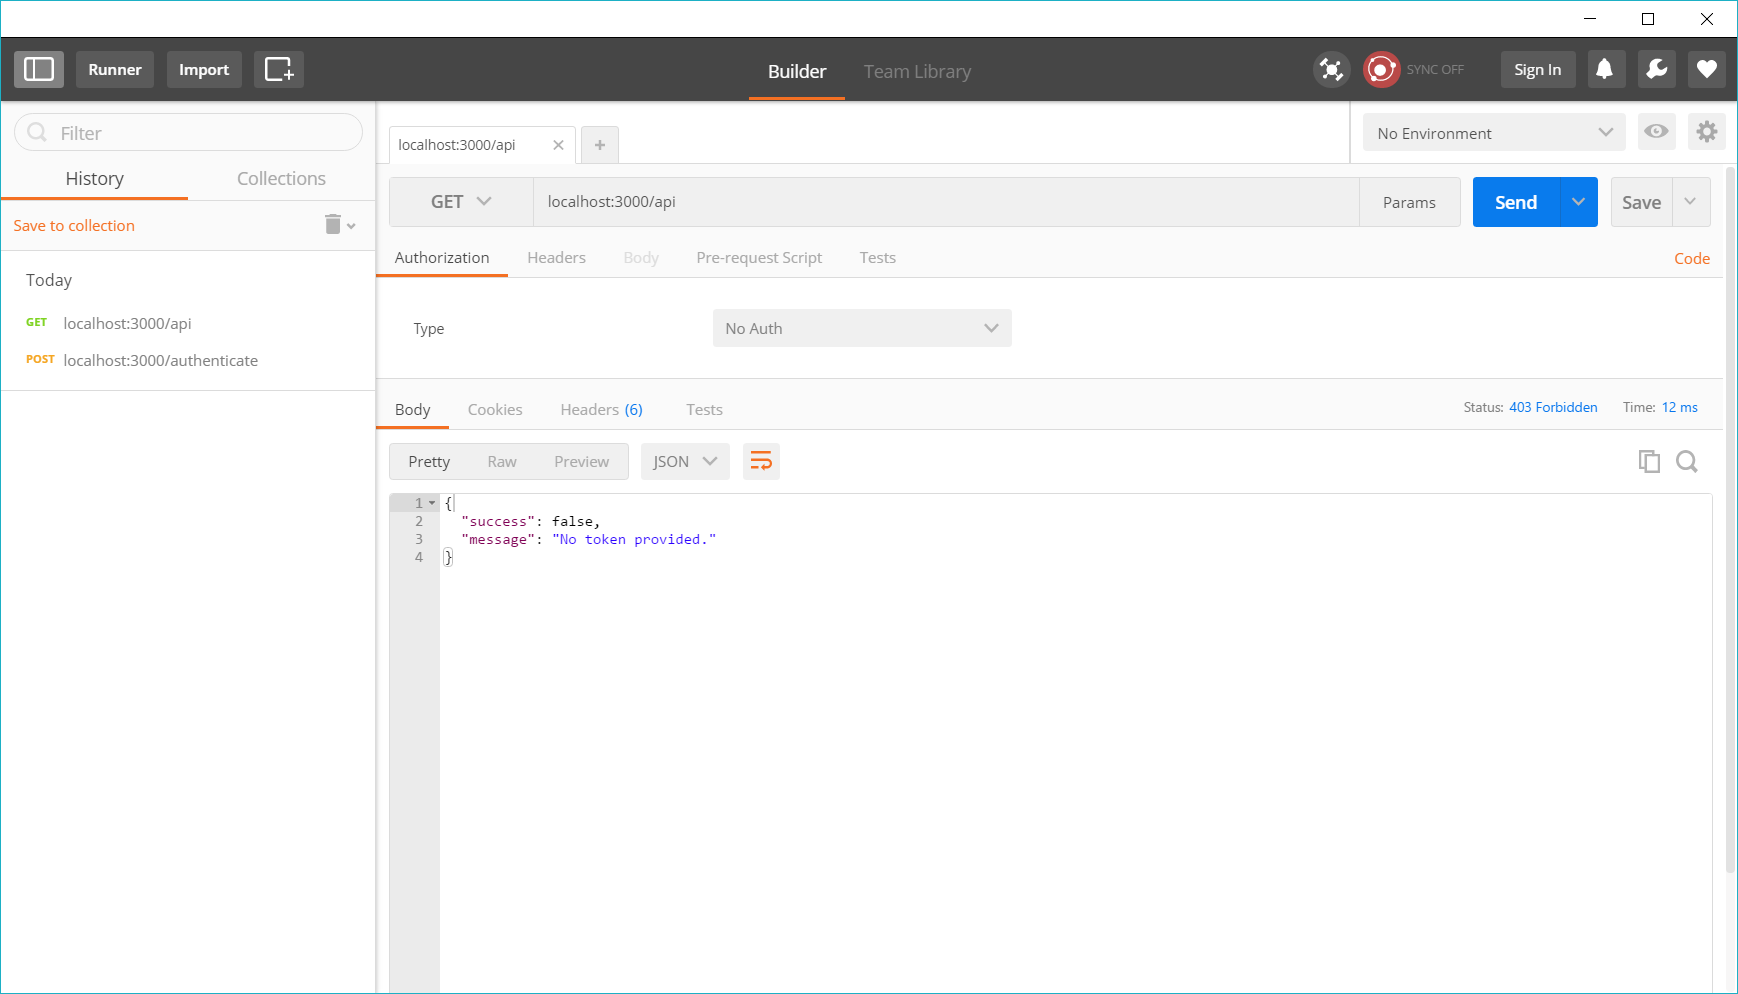 Runner
Import
Builder
Team Library
SYNC OFF
Sign In
Filter
History
Collections
Save to collection
Today
GET localhost:3000/api
POST localhost:3000/authenticate
localhost:3000/api
No Environment
GET
localhost:3000/api
Params
Send
Save
Authorization
Headers
Body
Pre-request Script
Tests
Code
Type
No Auth
Body
Cookies
Headers (6)
Tests
Status: 403 Forbidden
Time: 12 ms
Pretty
Raw
Preview
JSON
1 {
2 "success": false,
3 "message": "No token provided."
4 }